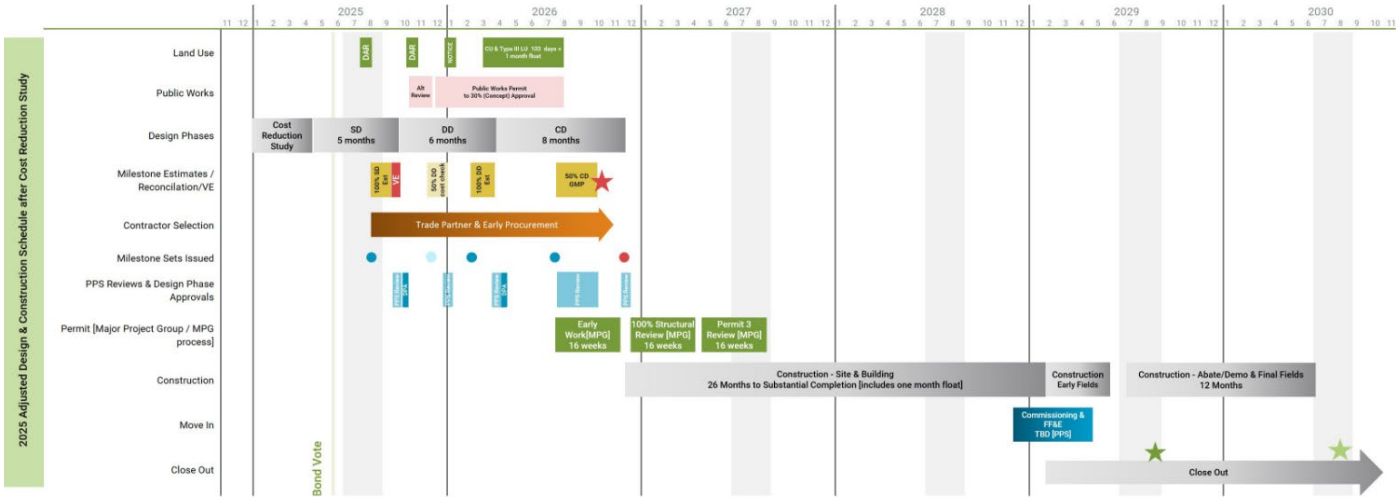 2025 2026 2027 2028 2029 2030
11 12 1 2 3 4 5 6 7 8 9 10 11 12 1 2 3 4 5 6 7 8 9 10 11 12 1 2 3 4 5 6 7 8 9 10 11 12 1 2 3 4 5 6 7 8 9 10 11 12 1 2 3 4 5 6 7 8 9 10 11 12 1 2 3 4 5 6 7 8 9 10 11
2025 Adjusted Design & Construction Schedule after Cost Reduction Study
Land Use
DAR
DAR
NOTICE
CU & Type III LU 103 days +
1 month float
Public Works
Alt
Review
Public Works Permit
to 30% (Concept) Approval
Design Phases
Cost
Reduction
Study
SD
5 months
DD
6 months
CD
8 months
Milestone Estimates /
Reconcilation/VE
100% SD
Est
VE
50% DD
cost check
100% DD
Est
50% CD
GMP
Contractor Selection
Trade Partner & Early Procurement
Milestone Sets Issued
PPS Reviews & Design Phase
Approvals
PPS Review
DPA
PPS Review
PPS Review
DPA
PPS Review
PPS Review
Permit [Major Project Group / MPG
process]
Early
Work[MPG]
16 weeks
100% Structural
Review [MPG]
16 weeks
Permit 3
Review [MPG]
16 weeks
Construction
Construction - Site & Building
26 Months to Substantial Completion [includes one month float]
Construction
Early Fields
Construction - Abate/Demo & Final Fields
12 Months
Move In
Commissioning &
FF&E
TBD [PPS]
Close Out
Bond Vote
Close Out